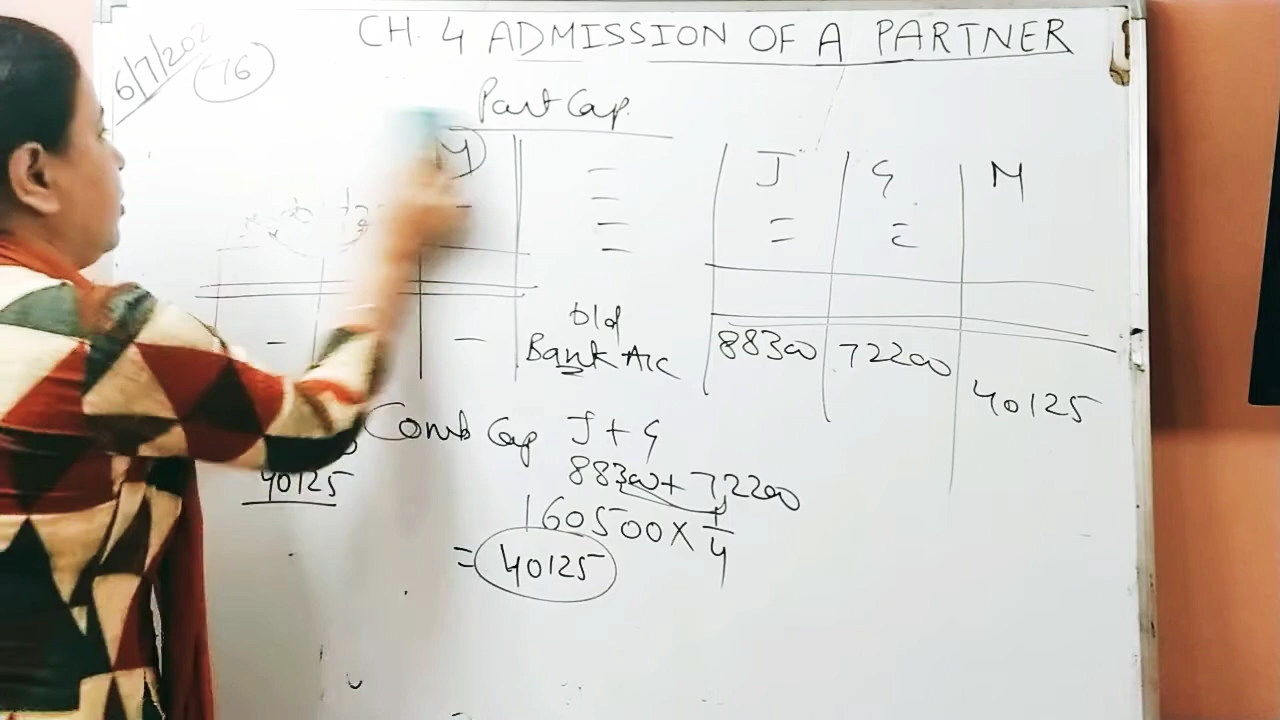 CH. 4 ADMISSION OF A PARTNER
6/7/202
76
Part Cap.
M
J G M
Old
Bank A/C
88300 72200
40125
Comb Cap J + G
40125
88300 + 72200
160500 X 1/4
= 40125